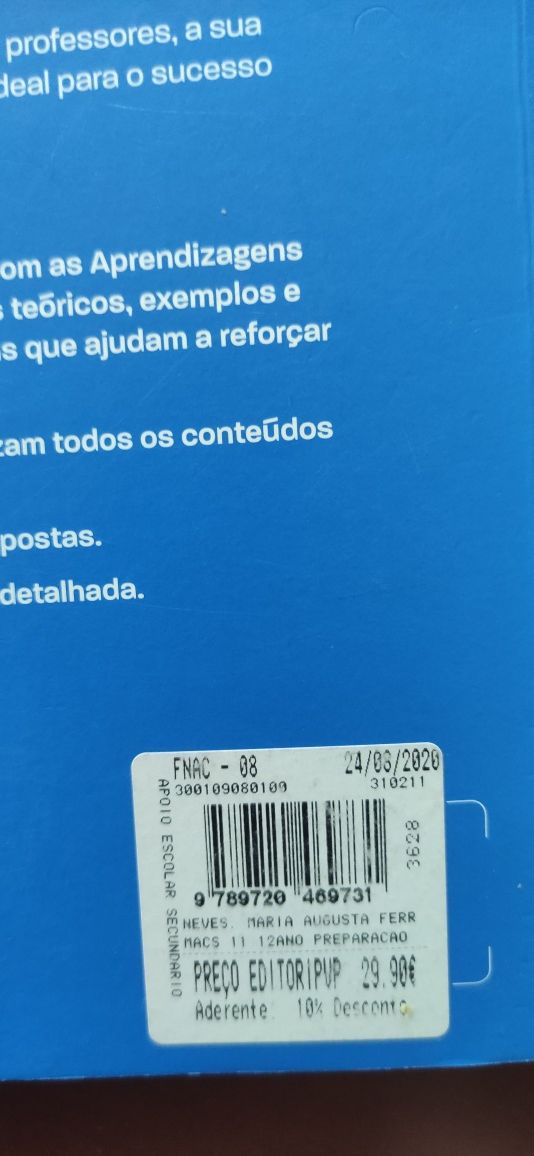 professores, a sua
deal para o sucesso
om as Aprendizagens
s teóricos, exemplos e
s que ajudam a reforçar
zam todos os conteúdos
postas.
detalhada.
FNAC - 08 24/06/2020
300109080109 310211
APOIO ESCOLAR SECUNDARIO
3628
9 789720 469731
NEVES. MARIA AUGUSTA FERR
MACS 11 12ANO PREPARACAO
PREÇO EDITOR|PVP 29.90€
Aderente: 10% Desconto